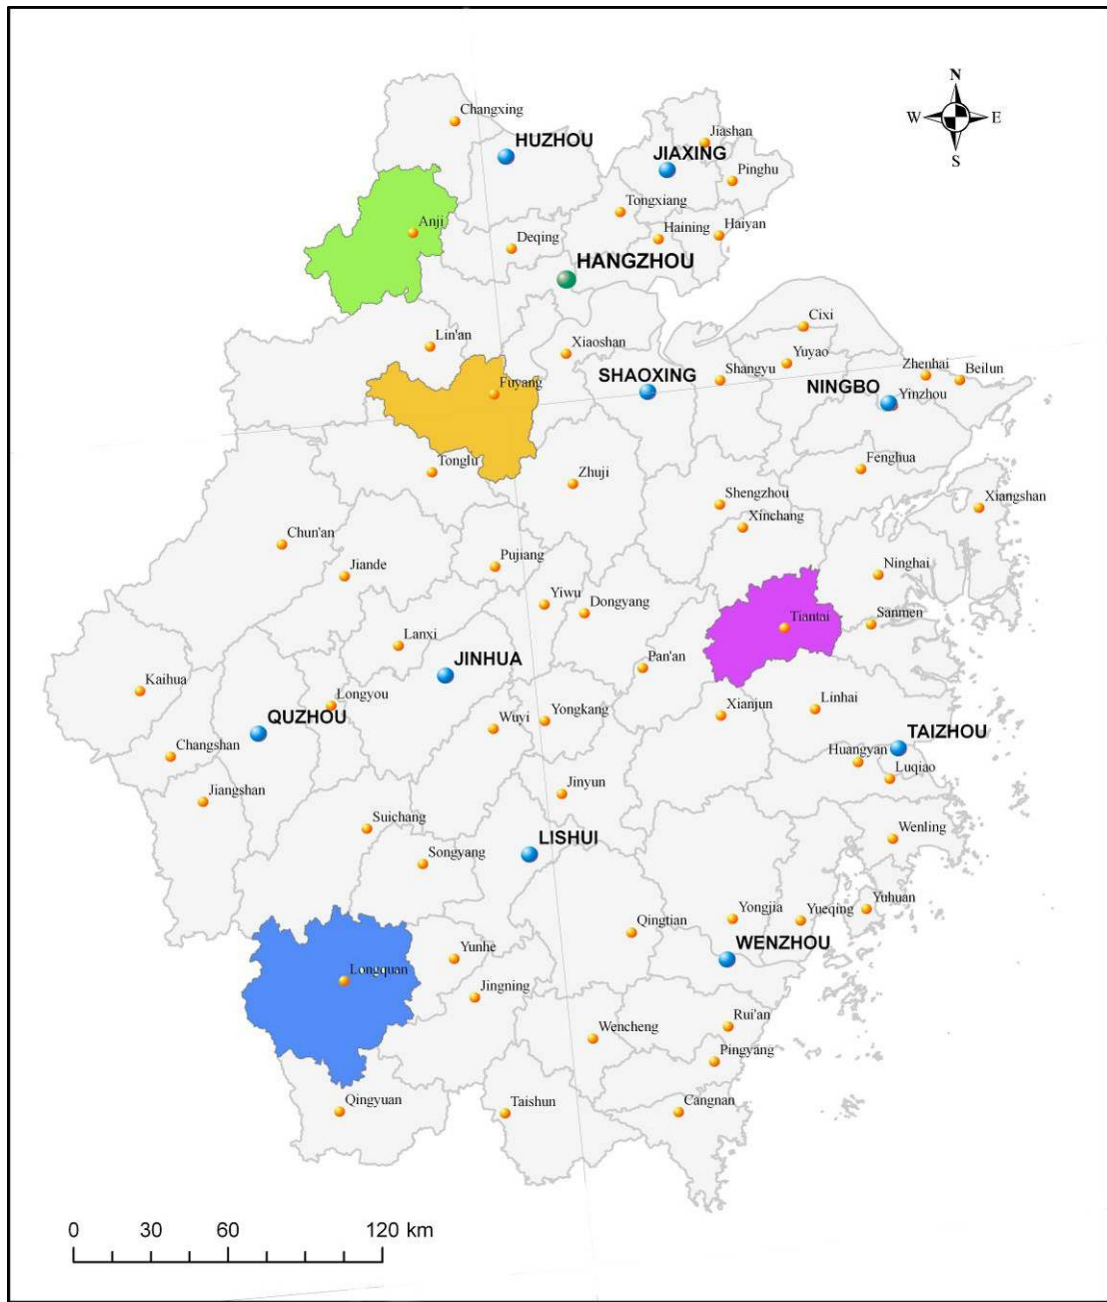 N
Changxing
HUZHOU
W E
Jiashan
JIAXING
S
Pinghu
Tongxiang
Anji
Haining
Haiyan
Deqing
HANGZHOU
Cixi
Lin'an
Xiaoshan
Yuyao
Zhenhai
Beilun
SHAOXING
Shangyu
Fuyang
NINGBO
Yinzhou
Tonglu
Zhuji
Fenghua
Shengzhou
Xiangshan
Xinchang
Chun'an
Jiande
Pujiang
Ninghai
Yiwu
Dongyang
Tiantai
Sanmen
Lanxi
JINHUA
Pan'an
Kaihua
Longyou
QUZHOU
Wuyi
Yongkang
Xianjun
Linhai
TAIZHOU
Changshan
Huangyan
Luqiao
Jiangshan
Jinyun
Suichang
LISHUI
Wenling
Songyang
Yuhuan
Qingtian
Yongjia
Yueqing
WENZHOU
Yunhe
Longquan
Jingning
Wencheng
Rui'an
Pingyang
Qingyuan
Taishun
Cangnan
0 30 60 120 km